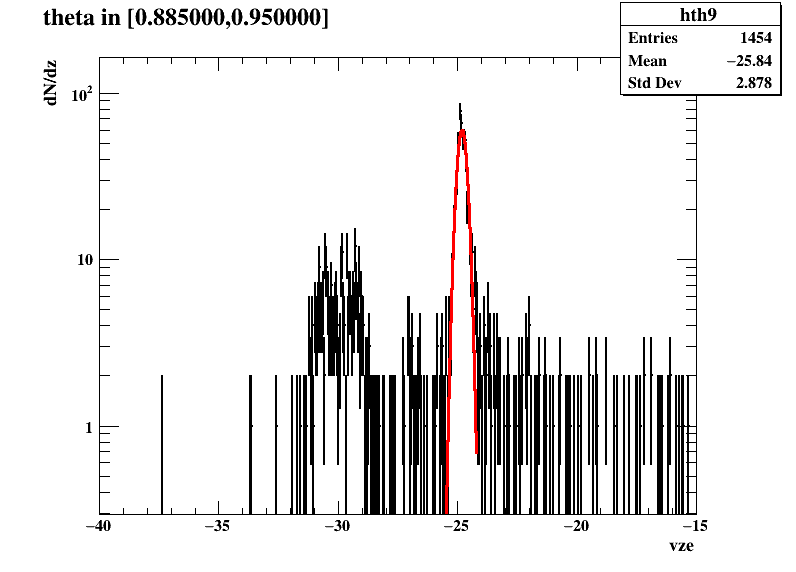 theta in [0.885000,0.950000]
hth9
Entries 1454
Mean −25.84
Std Dev 2.878
dN/dz
10²
10
1
−40 −35 −30 −25 −20 −15
vze